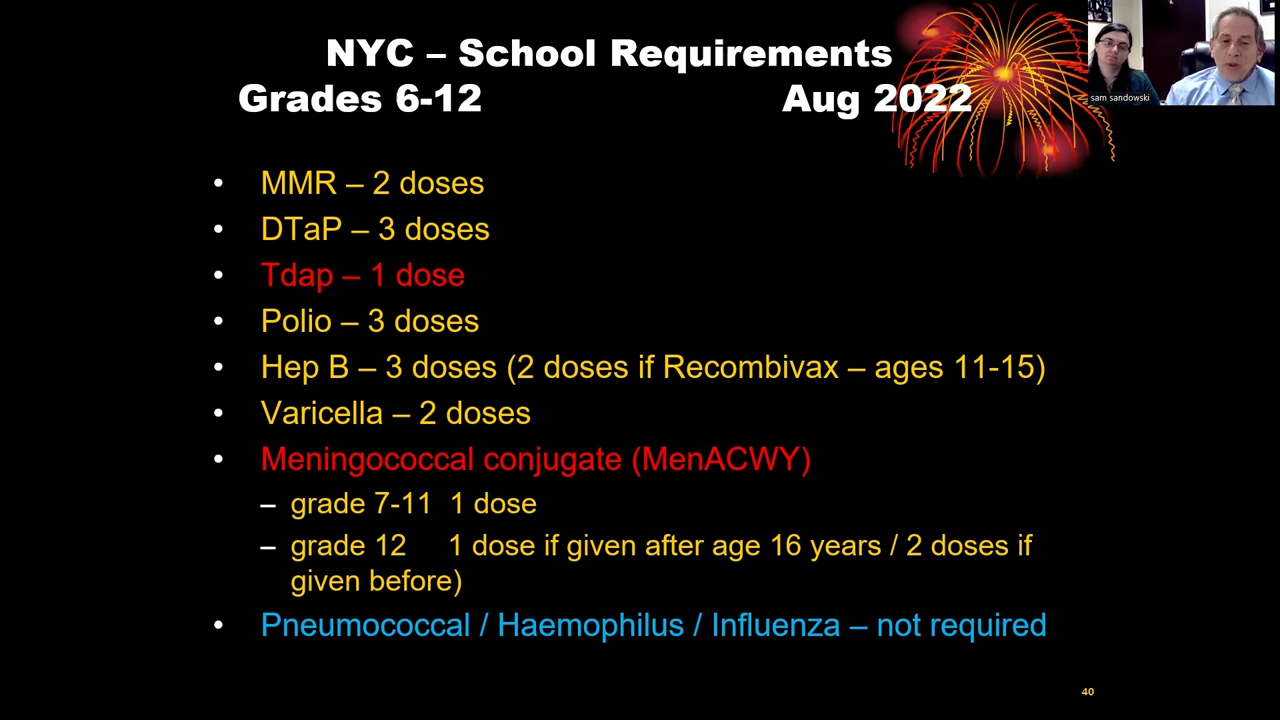 NYC – School Requirements
Grades 6-12 Aug 2022
sam sandowski
• MMR – 2 doses
• DTaP – 3 doses
• Tdap – 1 dose
• Polio – 3 doses
• Hep B – 3 doses (2 doses if Recombivax – ages 11-15)
• Varicella – 2 doses
• Meningococcal conjugate (MenACWY)
– grade 7-11 1 dose
– grade 12 1 dose if given after age 16 years / 2 doses if
given before)
• Pneumococcal / Haemophilus / Influenza – not required
40